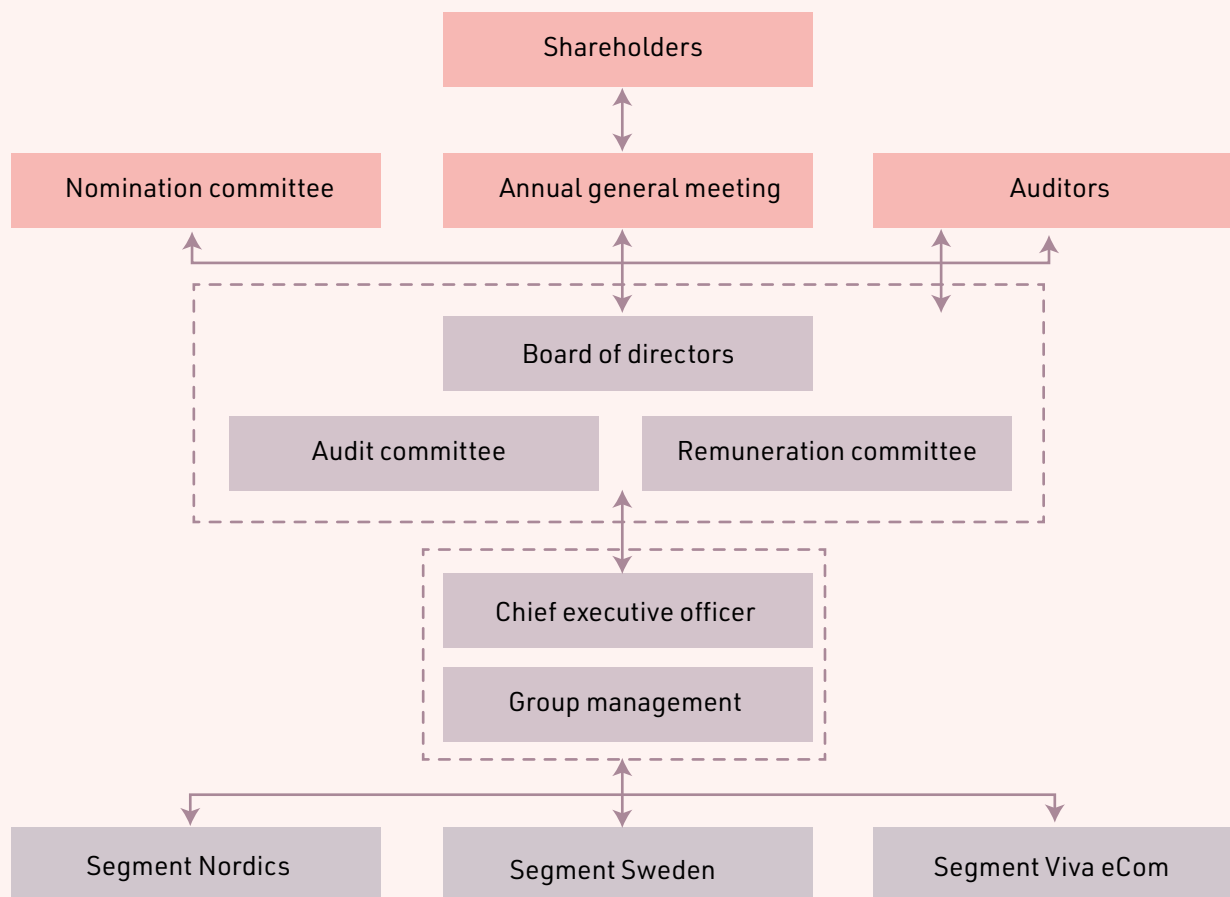 Shareholders
Nomination committee
Annual general meeting
Auditors
Board of directors
Audit committee
Remuneration committee
Chief executive officer
Group management
Segment Nordics
Segment Sweden
Segment Viva eCom